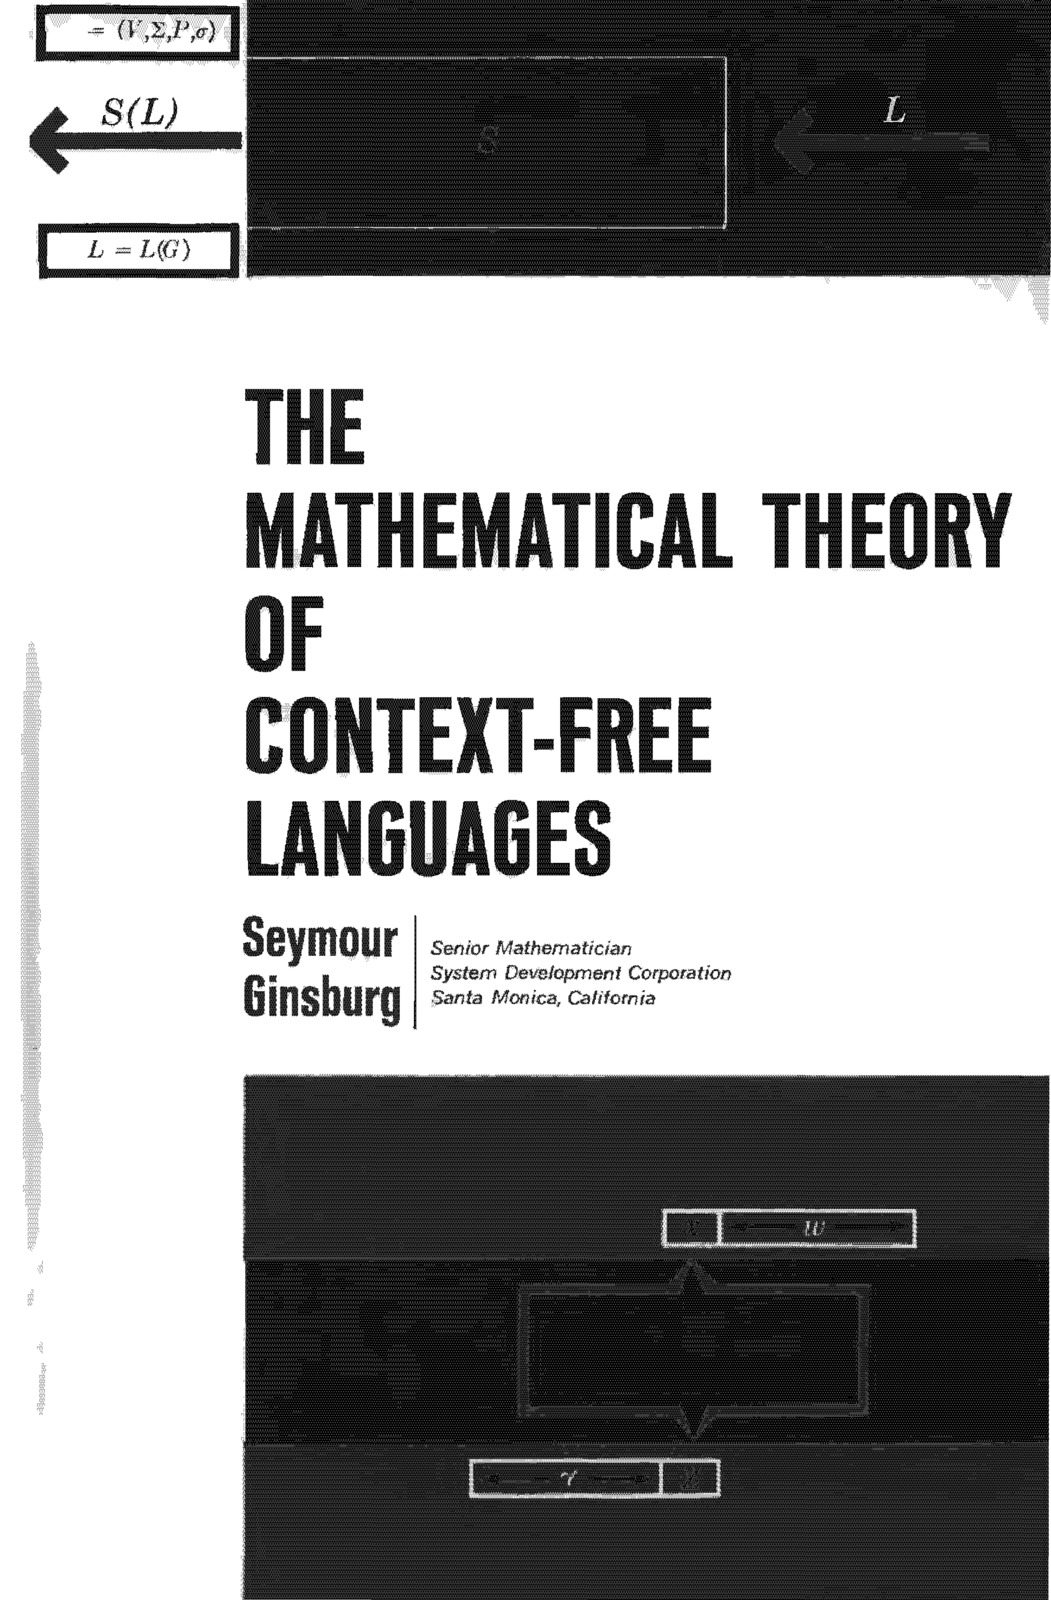 = (V,Σ,P,σ)
S(L)
S
L
L = L(G)
THE
MATHEMATICAL THEORY
OF
CONTEXT-FREE
LANGUAGES
Seymour
Ginsburg
Senior Mathematician
System Development Corporation
Santa Monica, California
w
γ